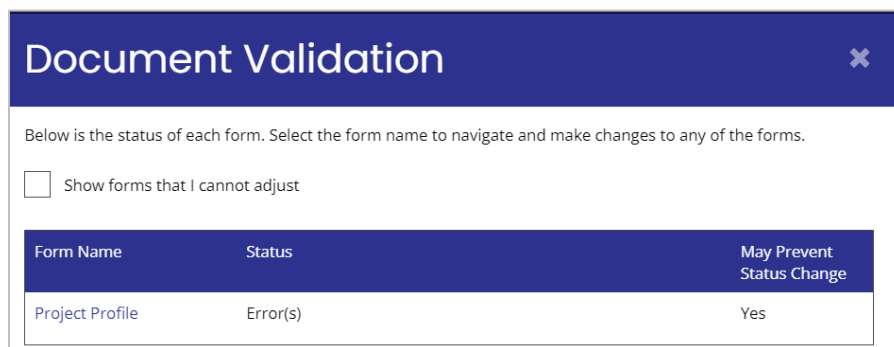 Document Validation
Below is the status of each form. Select the form name to navigate and make changes to any of the forms.
Show forms that I cannot adjust
Form Name Status May Prevent
Status Change
Project Profile Error(s) Yes